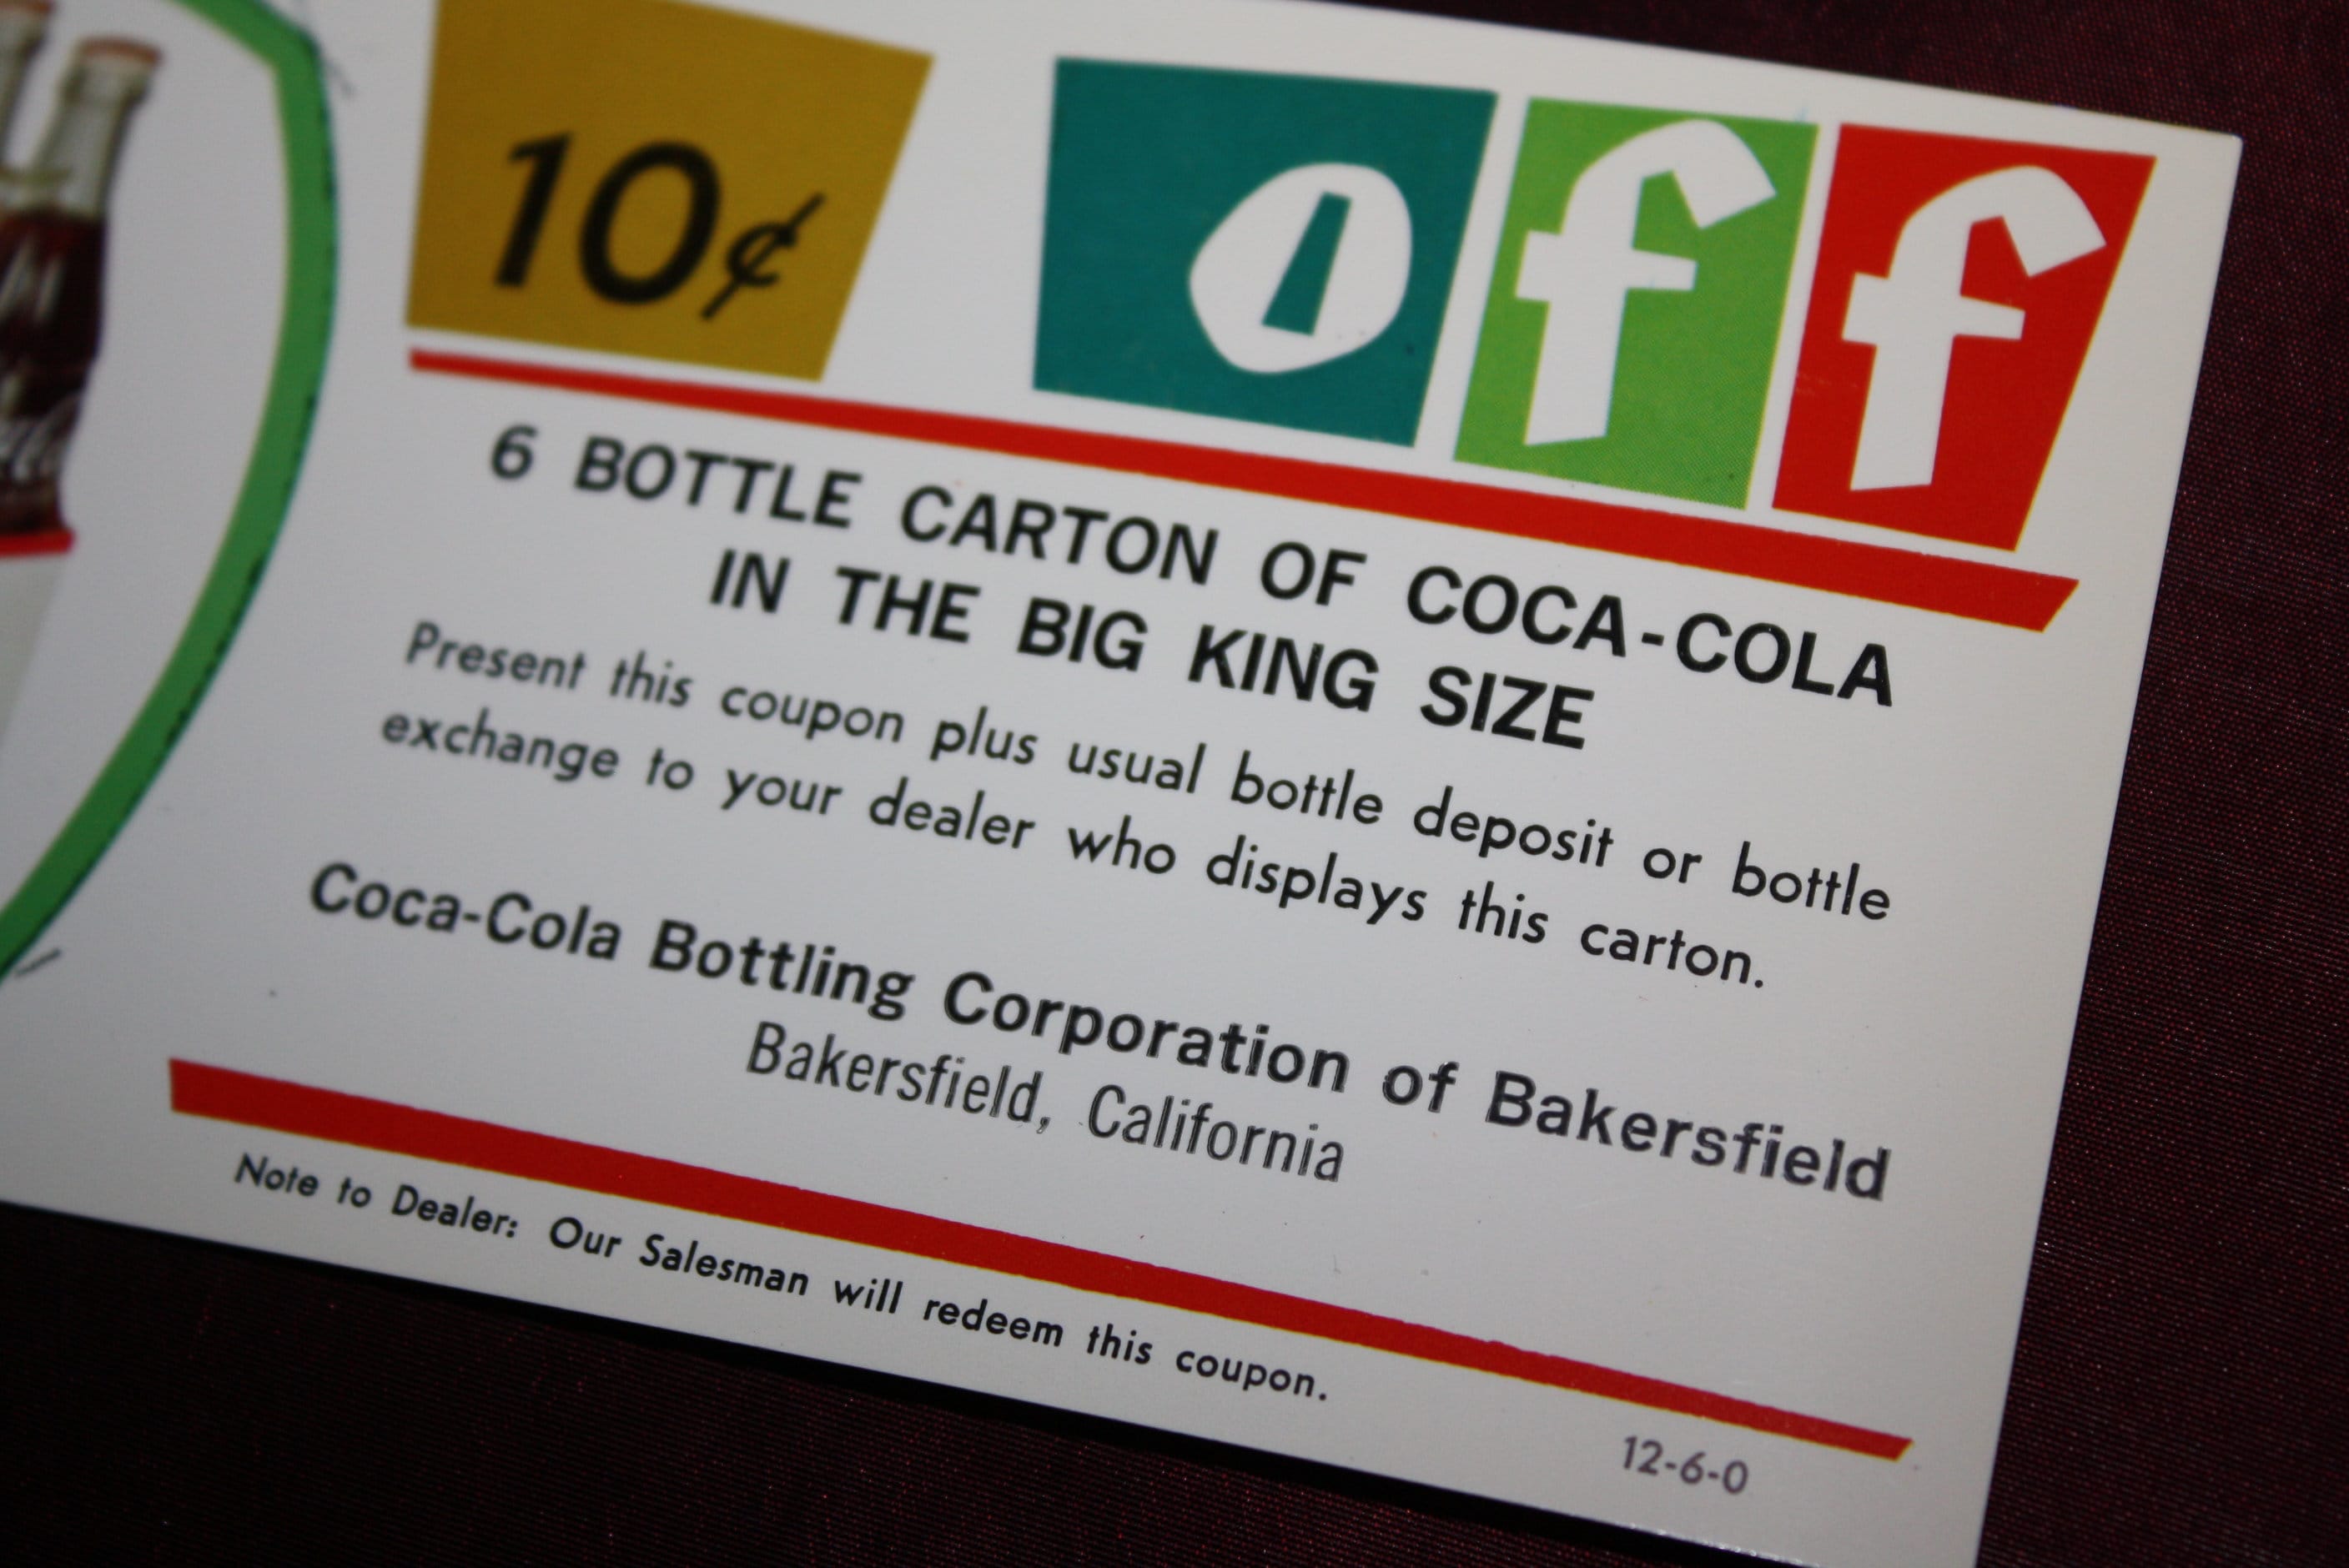 10¢ off
6 BOTTLE CARTON OF COCA-COLA
IN THE BIG KING SIZE
Present this coupon plus usual bottle deposit or bottle
exchange to your dealer who displays this carton.
Coca-Cola Bottling Corporation of Bakersfield
Bakersfield, California
Note to Dealer: Our Salesman will redeem this coupon.
12-6-0